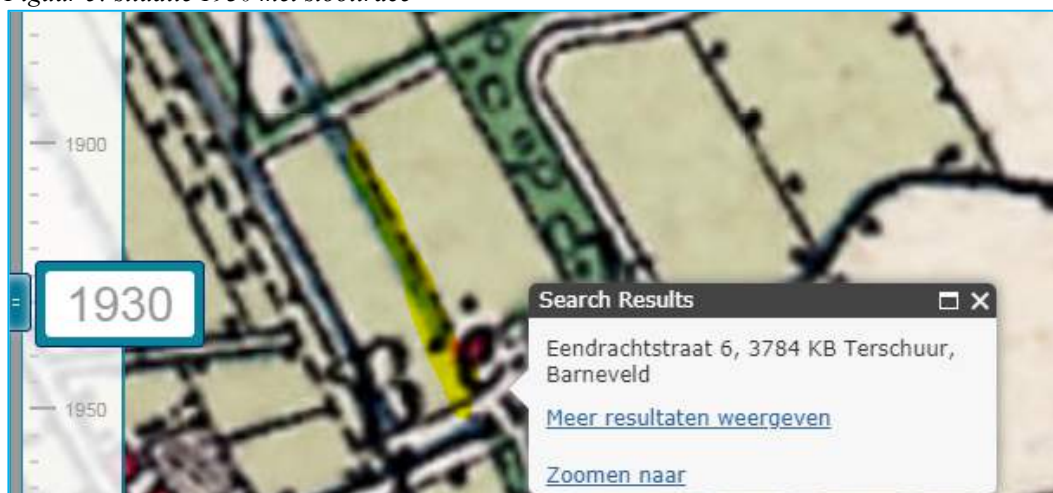 1900
1930
1950
Search Results
Eendrachtstraat 6, 3784 KB Terschuur,
Barneveld
Meer resultaten weergeven
Zoomen naar